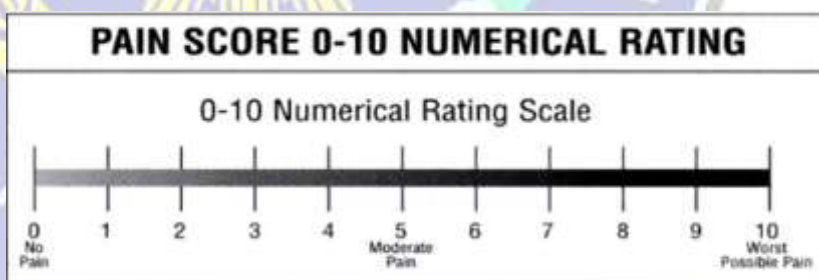 PAIN SCORE 0-10 NUMERICAL RATING
0-10 Numerical Rating Scale
0 1 2 3 4 5 6 7 8 9 10
No Moderate Worst
Pain Pain Possible Pain